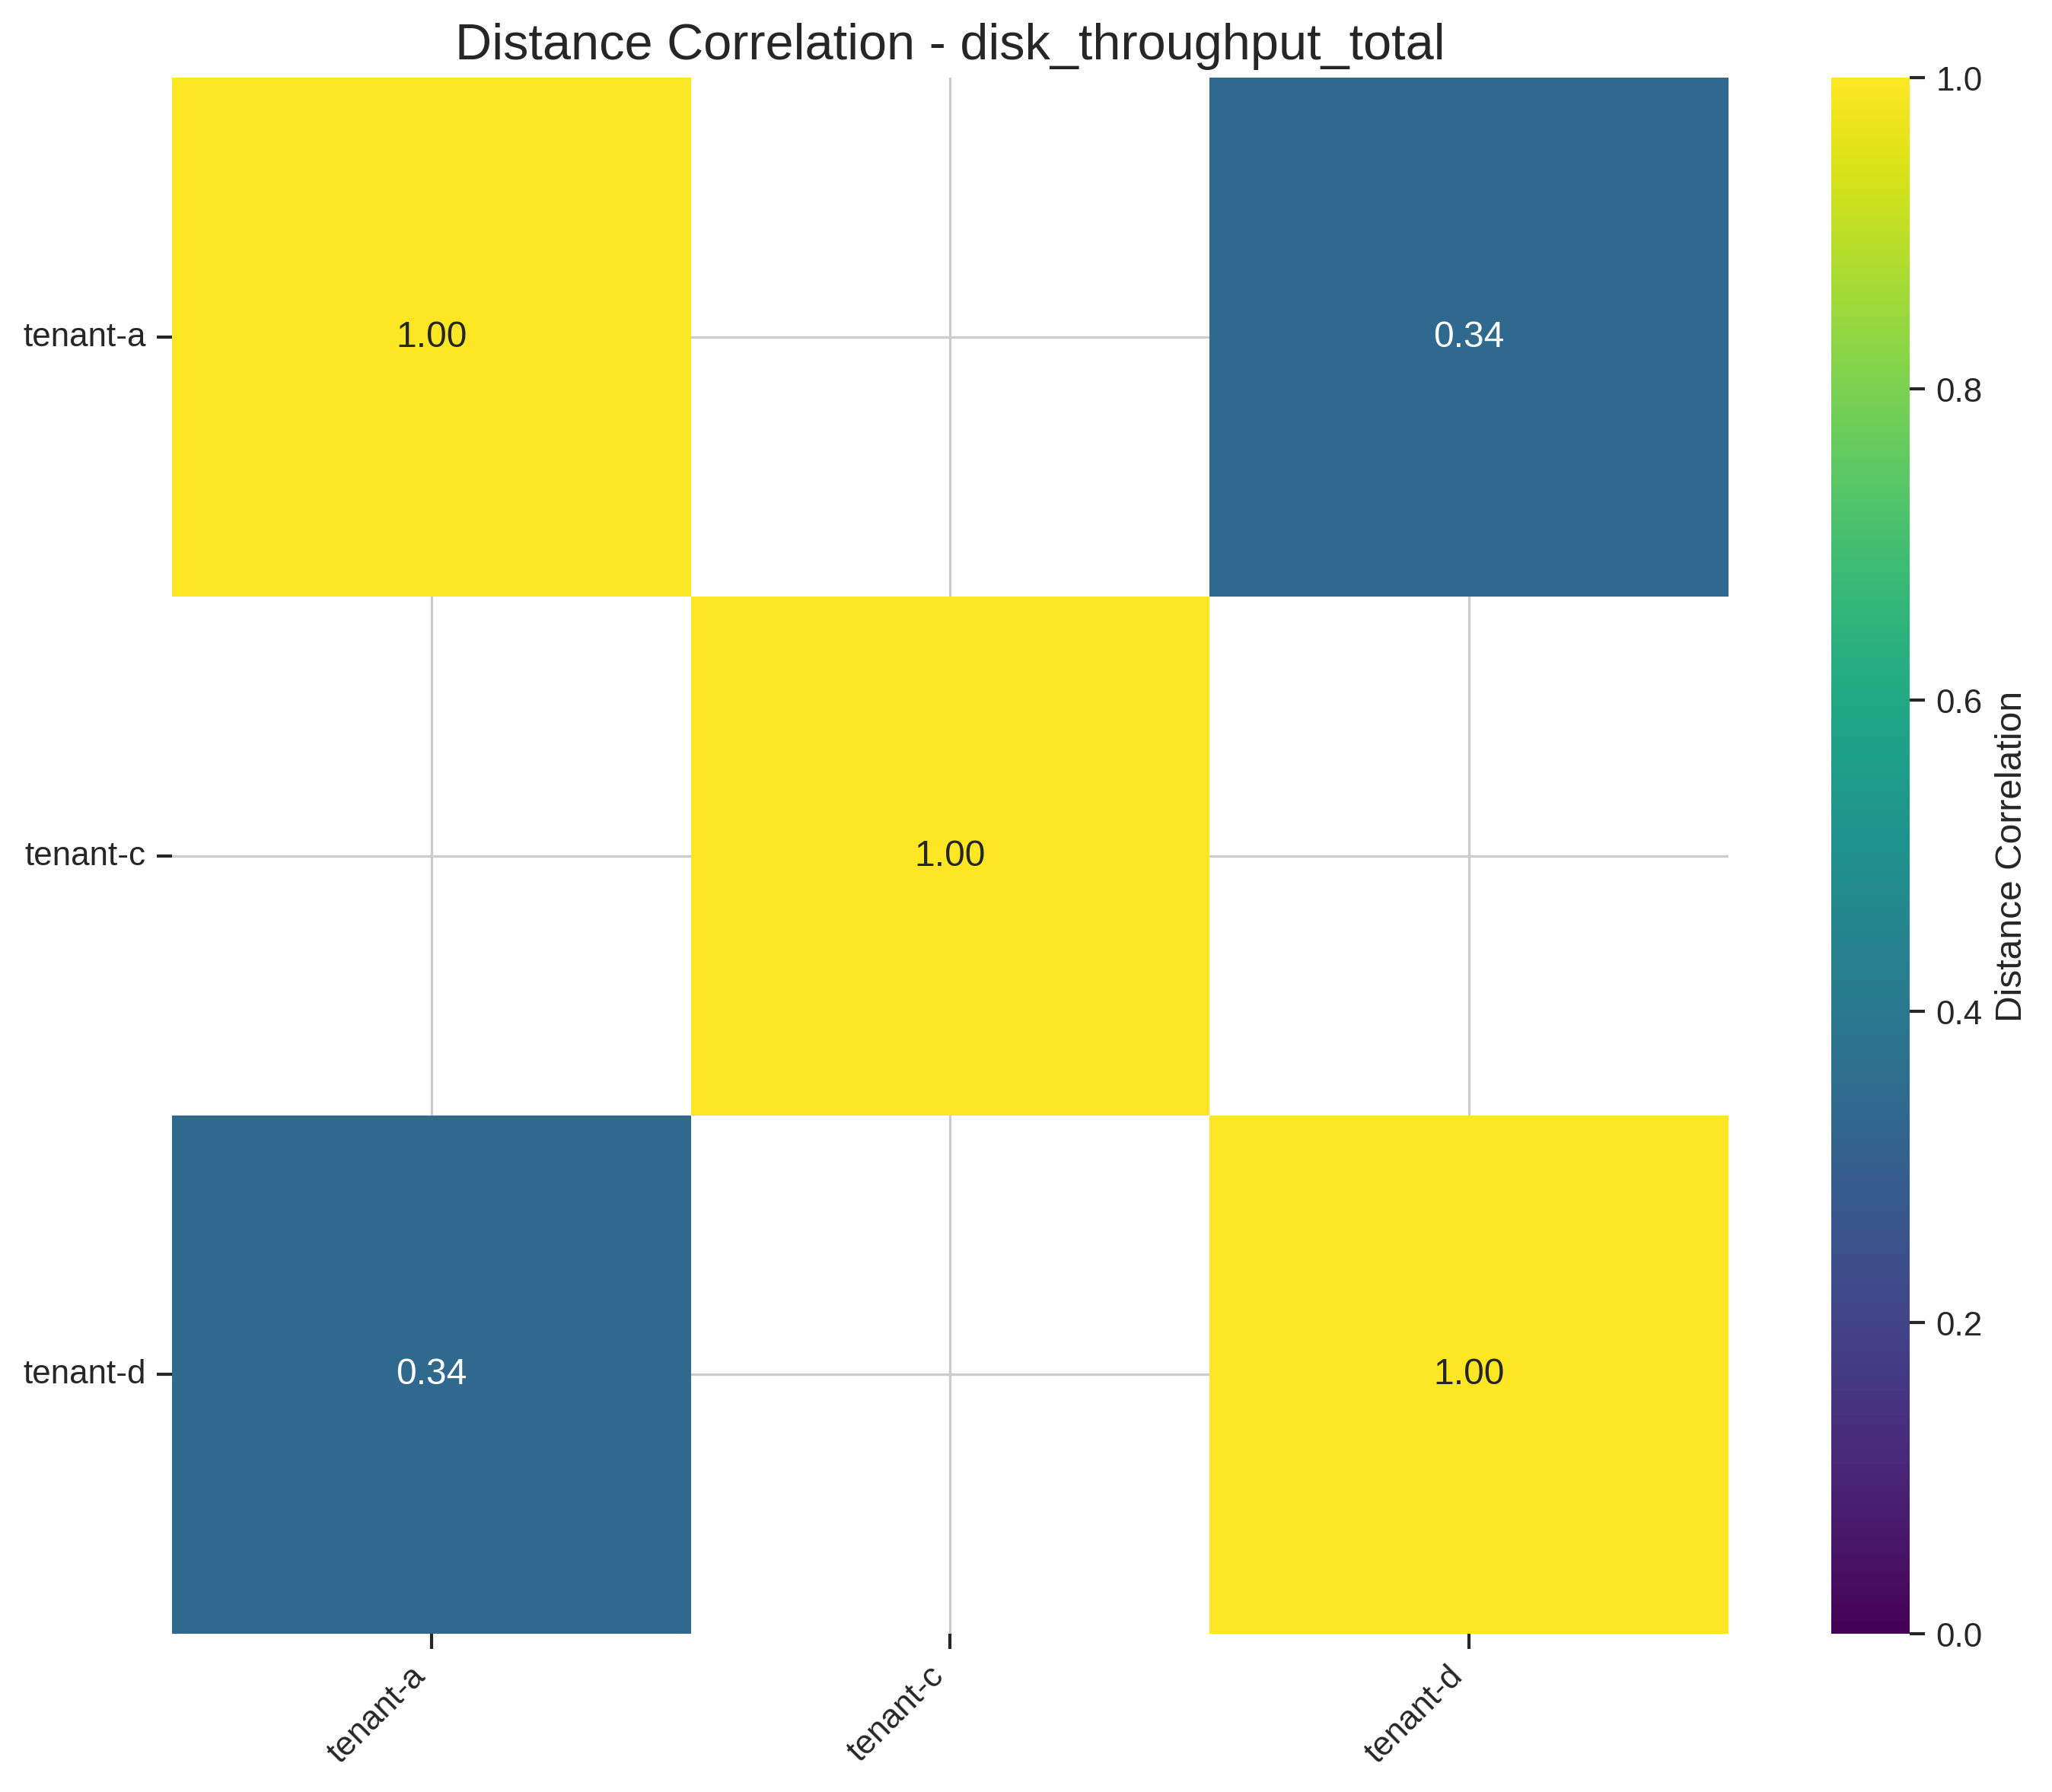 Distance Correlation - disk_throughput_total
tenant-a
1.00
0.34
tenant-c
1.00
tenant-d
0.34
1.00
tenant-a
tenant-c
tenant-d
1.0
0.8
0.6
0.4
0.2
0.0
Distance Correlation